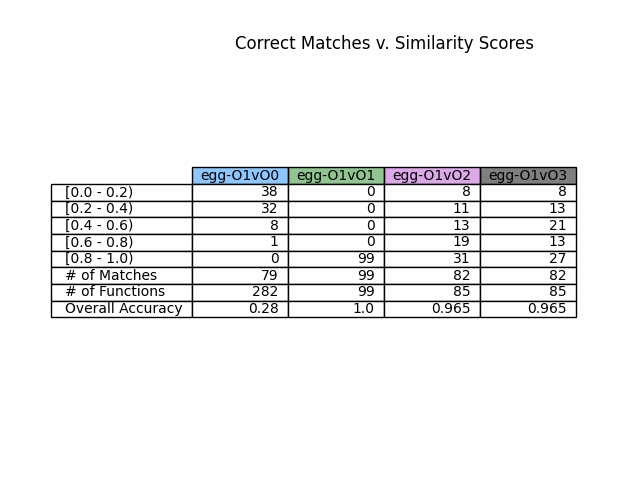 Correct Matches v. Similarity Scores
egg-O1vO0 egg-O1vO1 egg-O1vO2 egg-O1vO3
[0.0 - 0.2) 38 0 8 8
[0.2 - 0.4) 32 0 11 13
[0.4 - 0.6) 8 0 13 21
[0.6 - 0.8) 1 0 19 13
[0.8 - 1.0) 0 99 31 27
# of Matches 79 99 82 82
# of Functions 282 99 85 85
Overall Accuracy 0.28 1.0 0.965 0.965